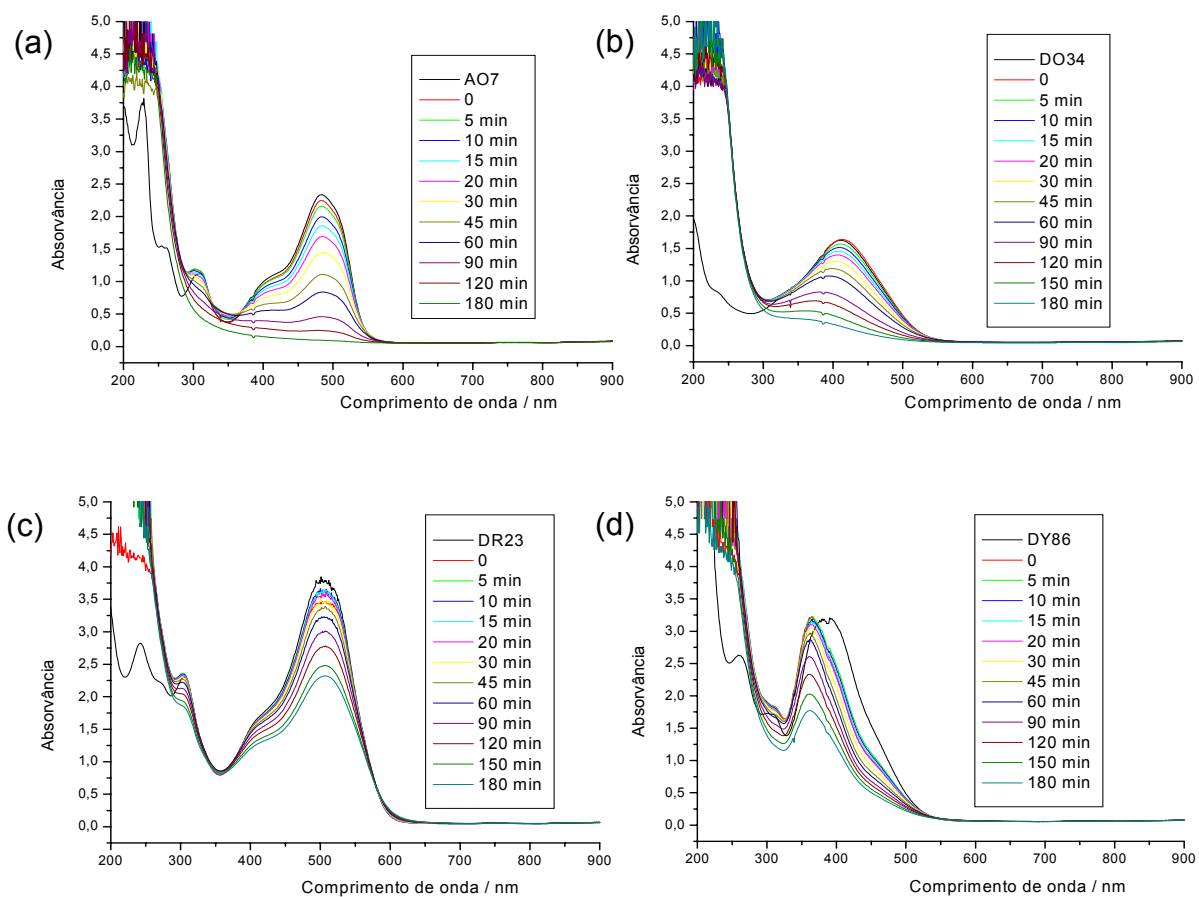 (a)
5,0
4,5
4,0
3,5
3,0
2,5
2,0
1,5
1,0
0,5
0,0
Absorvância
AO7
0
5 min
10 min
15 min
20 min
30 min
45 min
60 min
90 min
120 min
180 min
200 300 400 500 600 700 800 900
Comprimento de onda / nm
(b)
5,0
4,5
4,0
3,5
3,0
2,5
2,0
1,5
1,0
0,5
0,0
Absorvância
DO34
0
5 min
10 min
15 min
20 min
30 min
45 min
60 min
90 min
120 min
150 min
180 min
200 300 400 500 600 700 800 900
Comprimento de onda / nm
(c)
5,0
4,5
4,0
3,5
3,0
2,5
2,0
1,5
1,0
0,5
0,0
Absorvância
DR23
0
5 min
10 min
15 min
20 min
30 min
45 min
60 min
90 min
120 min
150 min
180 min
200 300 400 500 600 700 800 900
Comprimento de onda / nm
(d)
5,0
4,5
4,0
3,5
3,0
2,5
2,0
1,5
1,0
0,5
0,0
Absorvância
DY86
0
5 min
10 min
15 min
20 min
30 min
45 min
60 min
90 min
120 min
150 min
180 min
200 300 400 500 600 700 800 900
Comprimento de onda / nm